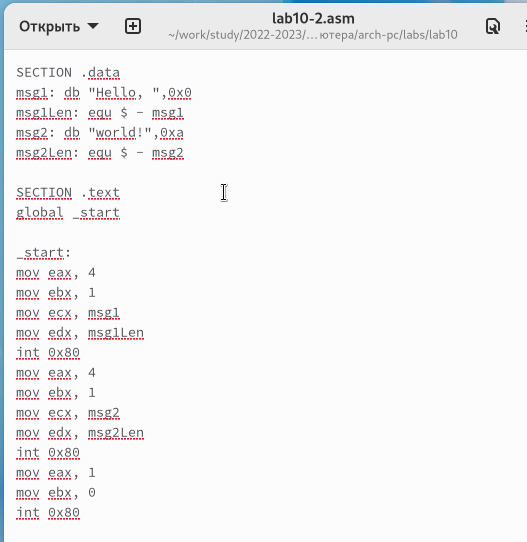 Открыть
lab10-2.asm
~/work/study/2022-2023/…ютера/arch-pc/labs/lab10
SECTION .data
msg1: db "Hello, ",0x0
msg1Len: equ $ - msg1
msg2: db "world!",0xa
msg2Len: equ $ - msg2
SECTION .text
global _start
_start:
mov eax, 4
mov ebx, 1
mov ecx, msg1
mov edx, msg1Len
int 0x80
mov eax, 4
mov ebx, 1
mov ecx, msg2
mov edx, msg2Len
int 0x80
mov eax, 1
mov ebx, 0
int 0x80